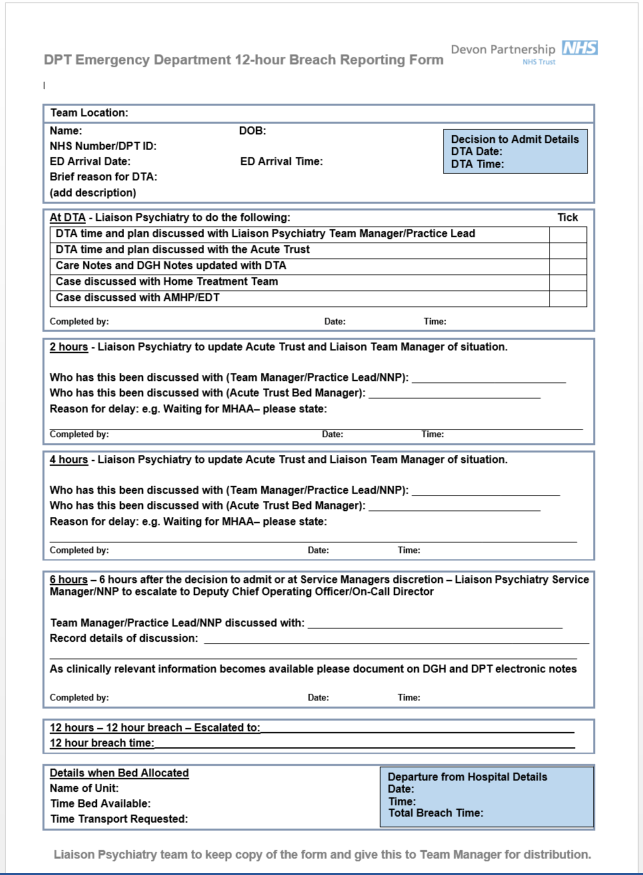 Devon Partnership NHS
NHS Trust
DPT Emergency Department 12-hour Breach Reporting Form
Team Location:
Name: DOB:
NHS Number/DPT ID:
ED Arrival Date: ED Arrival Time:
Brief reason for DTA:
(add description)
Decision to Admit Details
DTA Date:
DTA Time:
At DTA - Liaison Psychiatry to do the following: Tick
DTA time and plan discussed with Liaison Psychiatry Team Manager/Practice Lead
DTA time and plan discussed with the Acute Trust
Care Notes and DGH Notes updated with DTA
Case discussed with Home Treatment Team
Case discussed with AMHP/EDT
Completed by: Date: Time:
2 hours - Liaison Psychiatry to update Acute Trust and Liaison Team Manager of situation.
Who has this been discussed with (Team Manager/Practice Lead/NNP):
Who has this been discussed with (Acute Trust Bed Manager):
Reason for delay: e.g. Waiting for MHAA– please state:
Completed by: Date: Time:
4 hours - Liaison Psychiatry to update Acute Trust and Liaison Team Manager of situation.
Who has this been discussed with (Team Manager/Practice Lead/NNP):
Who has this been discussed with (Acute Trust Bed Manager):
Reason for delay: e.g. Waiting for MHAA– please state:
Completed by: Date: Time:
6 hours – 6 hours after the decision to admit or at Service Managers discretion – Liaison Psychiatry Service
Manager/NNP to escalate to Deputy Chief Operating Officer/On-Call Director
Team Manager/Practice Lead/NNP discussed with:
Record details of discussion:
As clinically relevant information becomes available please document on DGH and DPT electronic notes
Completed by: Date: Time:
12 hours – 12 hour breach – Escalated to:
12 hour breach time:
Details when Bed Allocated
Name of Unit:
Time Bed Available:
Time Transport Requested:
Departure from Hospital Details
Date:
Time:
Total Breach Time:
Liaison Psychiatry team to keep copy of the form and give this to Team Manager for distribution.